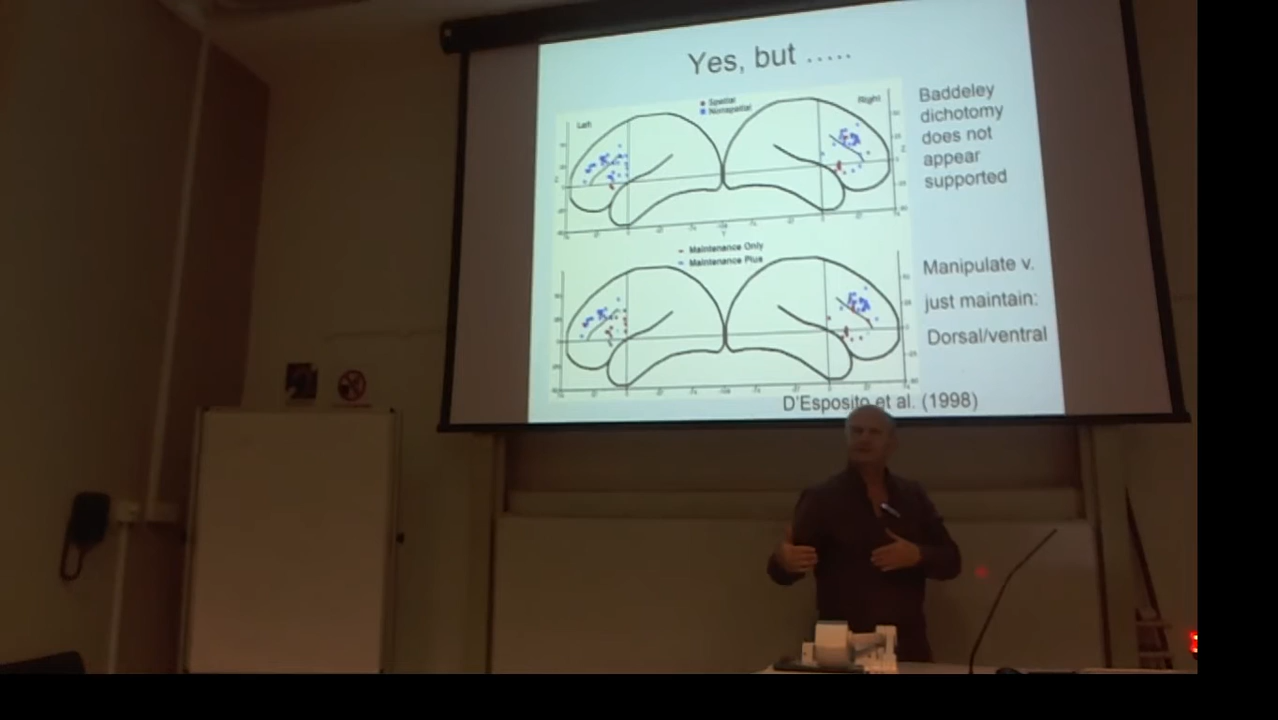 Yes, but .....
Left
Spatial
Nonspatial
Right
Baddeley
dichotomy
does not
appear
supported
Maintenance Only
Maintenance Plus
Manipulate v.
just maintain:
Dorsal/ventral
D'Esposito et al. (1998)